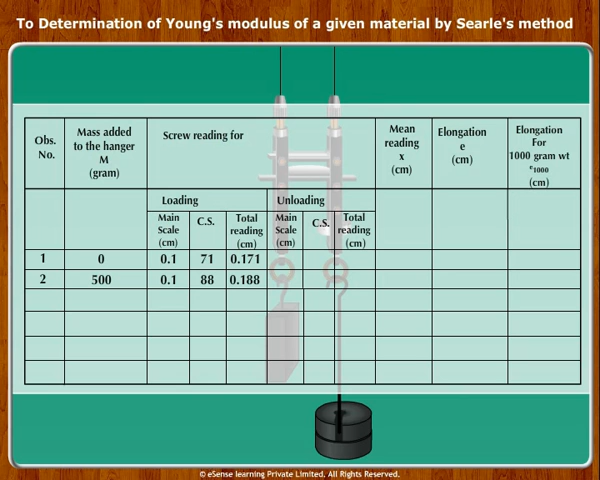 To Determination of Young's modulus of a given material by Searle's method
Obs.
No.
Mass added
to the hanger
M
(gram)
Screw reading for
Mean
reading
x
(cm)
Elongation
e
(cm)
Elongation
For
1000 gram wt
e1000
(cm)
Loading
Unloading
Main
Scale
(cm)
C.S.
Total
reading
(cm)
Main
Scale
(cm)
C.S.
Total
reading
(cm)
1 0 0.1 71 0.171
2 500 0.1 88 0.188
© eSense learning Private Limited. All Rights Reserved.